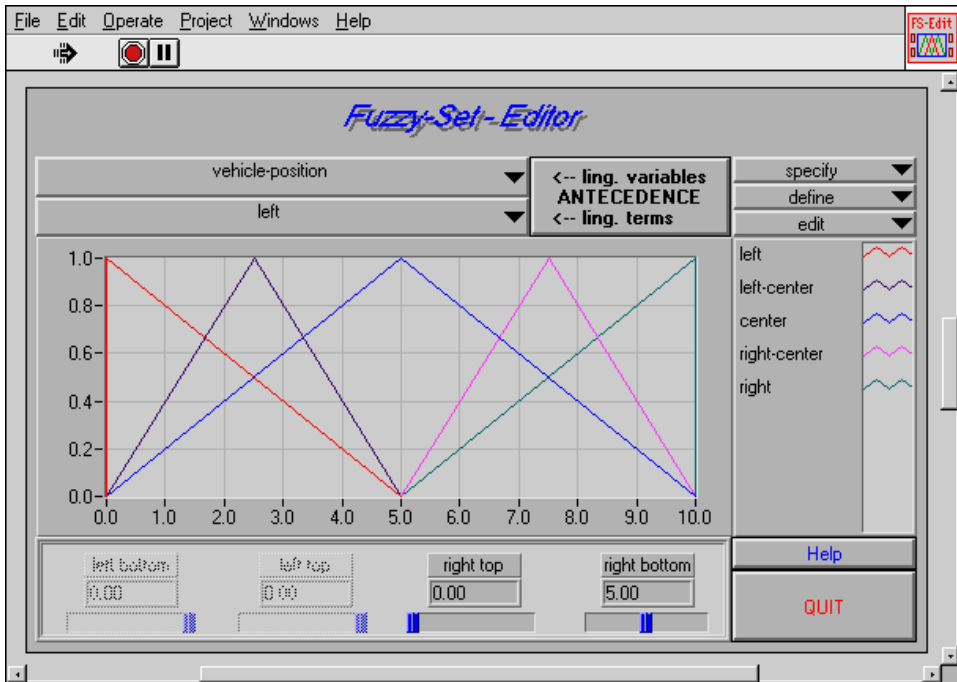 File Edit Operate Project Windows Help
FS-Edit
Fuzzy-Set-Editor
vehicle-position
left
<-- ling. variables
ANTECEDENCE
<-- ling. terms
specify
define
edit
1.0
0.8
0.6
0.4
0.2
0.0
0.0 1.0 2.0 3.0 4.0 5.0 6.0 7.0 8.0 9.0 10.0
left
left-center
center
right-center
right
left bottom
0.00
left top
0.00
right top
0.00
right bottom
5.00
Help
QUIT